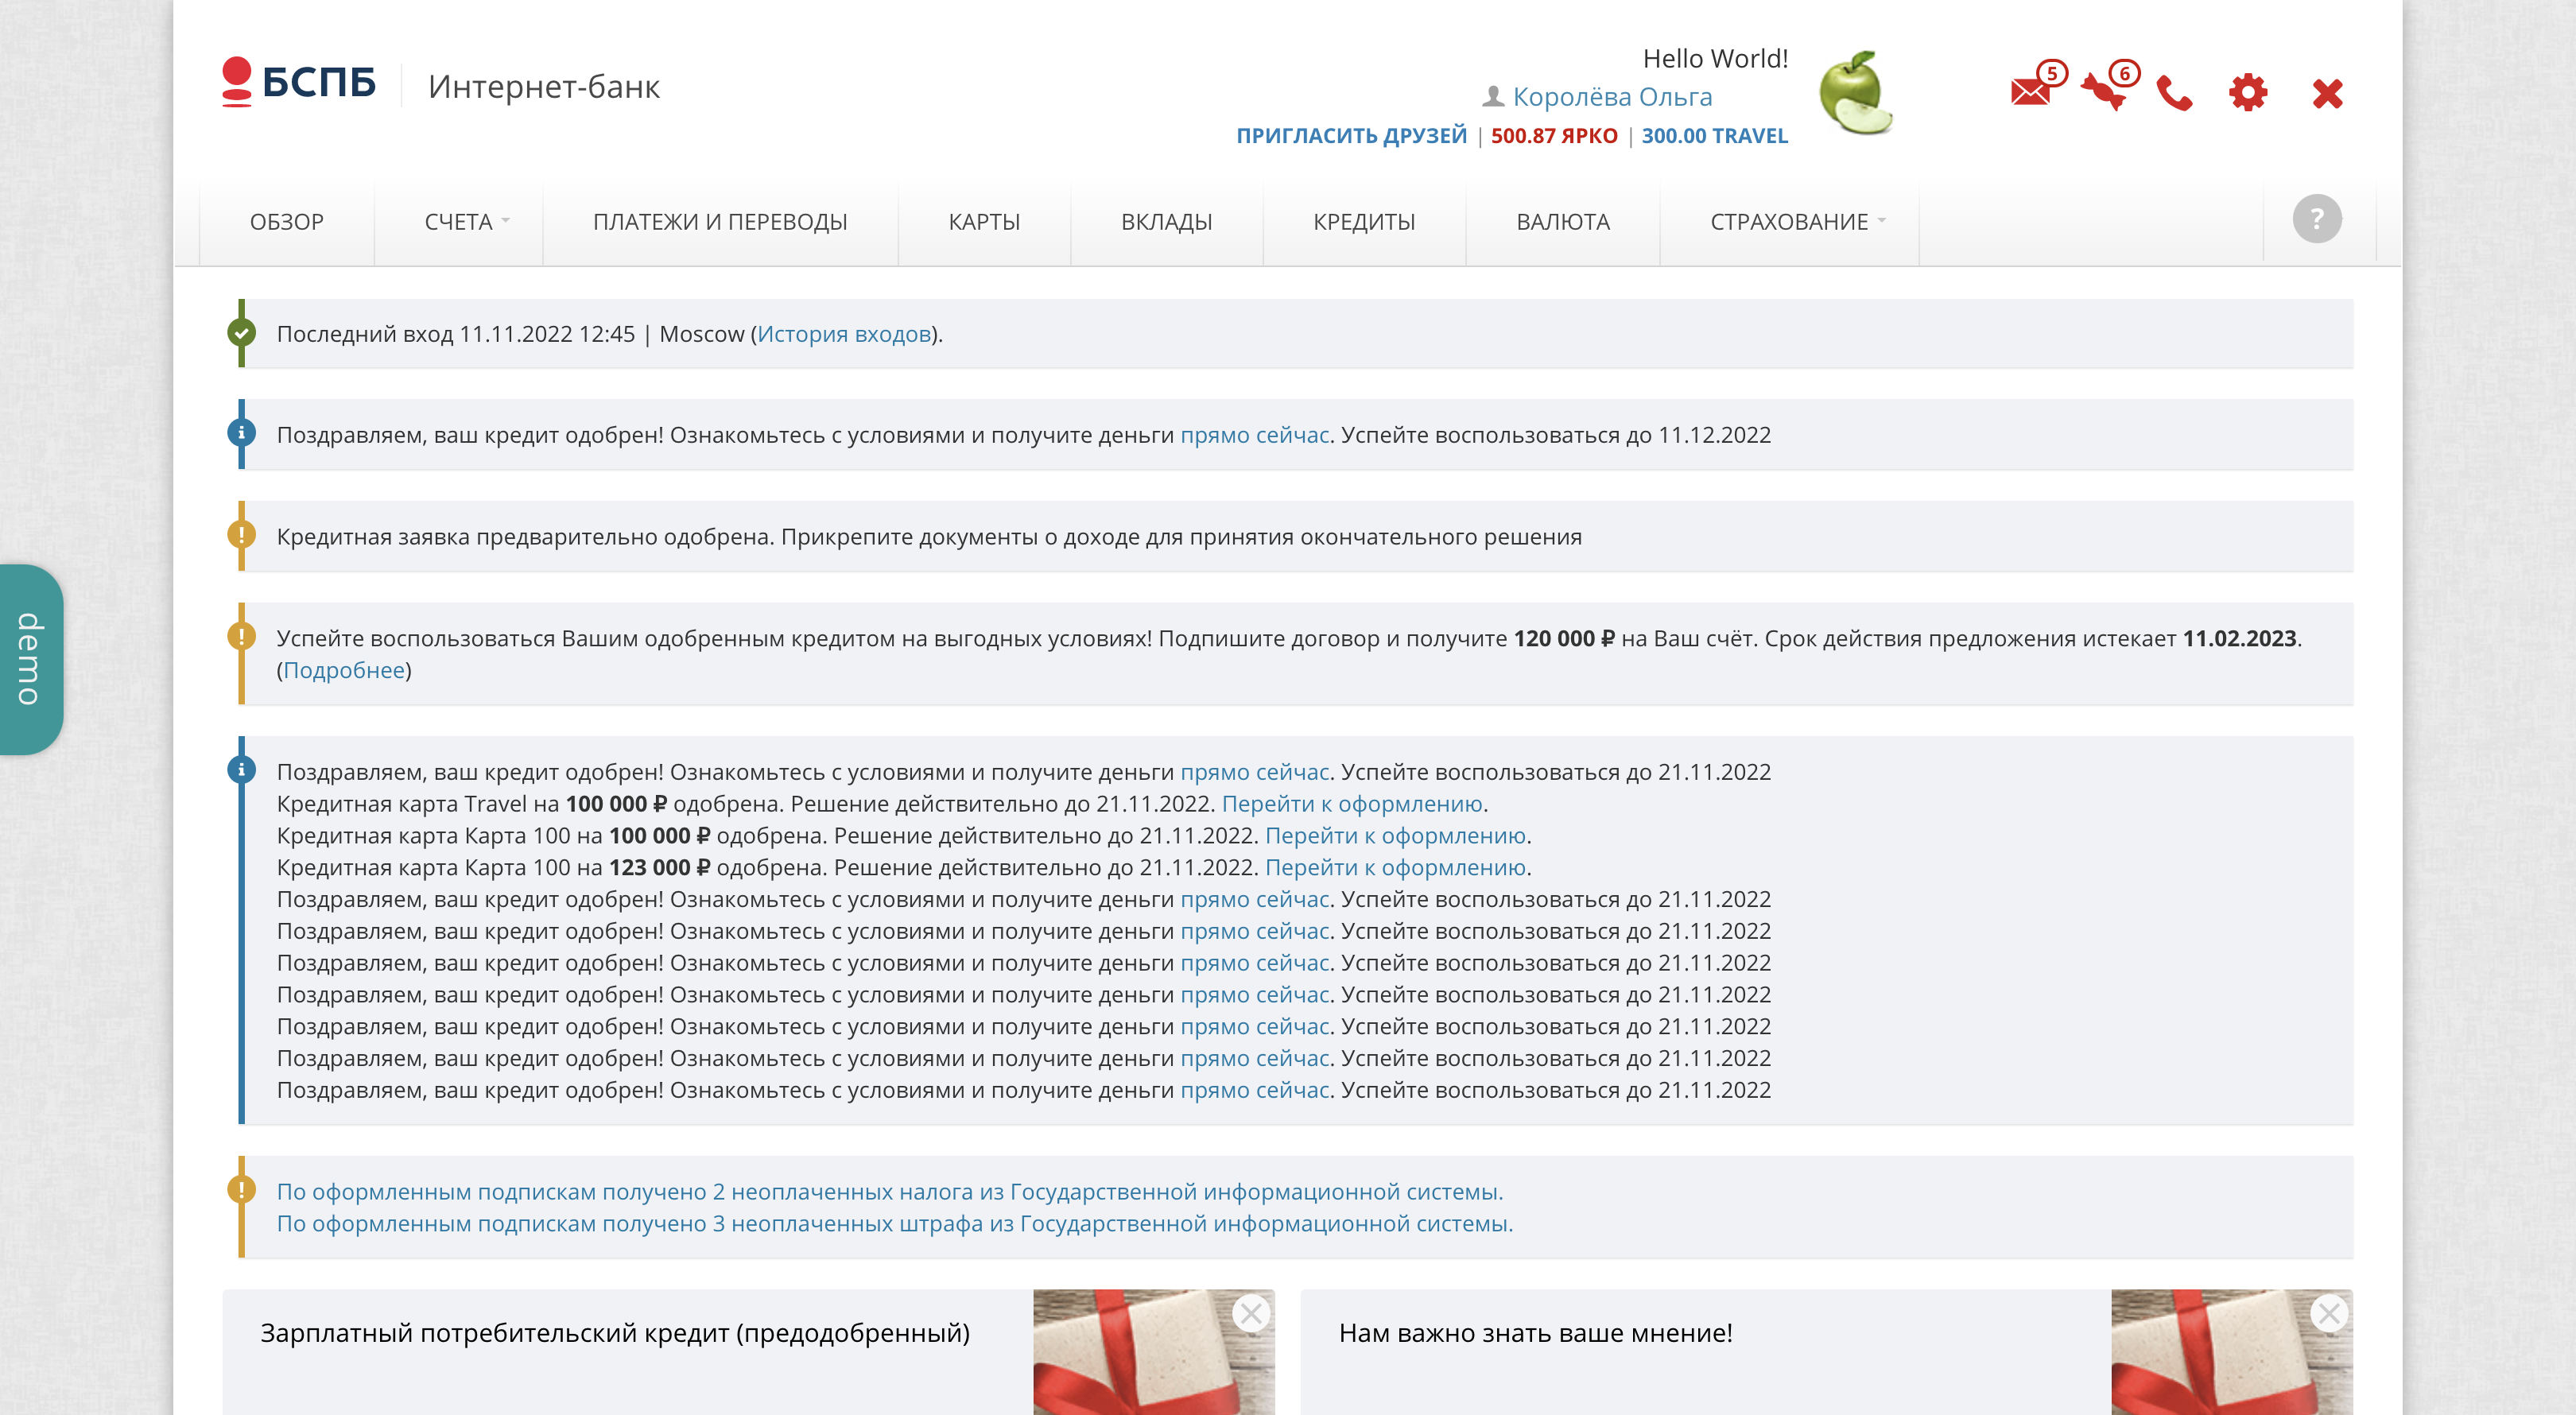 БСПБ
Интернет-банк
Hello World!
Королёва Ольга
ПРИГЛАСИТЬ ДРУЗЕЙ | 500.87 ЯРКО | 300.00 TRAVEL
5
6
ОБЗОР
СЧЕТА
ПЛАТЕЖИ И ПЕРЕВОДЫ
КАРТЫ
ВКЛАДЫ
КРЕДИТЫ
ВАЛЮТА
СТРАХОВАНИЕ
?
Последний вход 11.11.2022 12:45 | Moscow (История входов).
Поздравляем, ваш кредит одобрен! Ознакомьтесь с условиями и получите деньги прямо сейчас. Успейте воспользоваться до 11.12.2022
Кредитная заявка предварительно одобрена. Прикрепите документы о доходе для принятия окончательного решения
Успейте воспользоваться Вашим одобренным кредитом на выгодных условиях! Подпишите договор и получите 120 000 ₽ на Ваш счёт. Срок действия предложения истекает 11.02.2023.
(Подробнее)
demo
Поздравляем, ваш кредит одобрен! Ознакомьтесь с условиями и получите деньги прямо сейчас. Успейте воспользоваться до 21.11.2022
Кредитная карта Travel на 100 000 ₽ одобрена. Решение действительно до 21.11.2022. Перейти к оформлению.
Кредитная карта Карта 100 на 100 000 ₽ одобрена. Решение действительно до 21.11.2022. Перейти к оформлению.
Кредитная карта Карта 100 на 123 000 ₽ одобрена. Решение действительно до 21.11.2022. Перейти к оформлению.
Поздравляем, ваш кредит одобрен! Ознакомьтесь с условиями и получите деньги прямо сейчас. Успейте воспользоваться до 21.11.2022
Поздравляем, ваш кредит одобрен! Ознакомьтесь с условиями и получите деньги прямо сейчас. Успейте воспользоваться до 21.11.2022
Поздравляем, ваш кредит одобрен! Ознакомьтесь с условиями и получите деньги прямо сейчас. Успейте воспользоваться до 21.11.2022
Поздравляем, ваш кредит одобрен! Ознакомьтесь с условиями и получите деньги прямо сейчас. Успейте воспользоваться до 21.11.2022
Поздравляем, ваш кредит одобрен! Ознакомьтесь с условиями и получите деньги прямо сейчас. Успейте воспользоваться до 21.11.2022
Поздравляем, ваш кредит одобрен! Ознакомьтесь с условиями и получите деньги прямо сейчас. Успейте воспользоваться до 21.11.2022
Поздравляем, ваш кредит одобрен! Ознакомьтесь с условиями и получите деньги прямо сейчас. Успейте воспользоваться до 21.11.2022
По оформленным подпискам получено 2 неоплаченных налога из Государственной информационной системы.
По оформленным подпискам получено 3 неоплаченных штрафа из Государственной информационной системы.
Зарплатный потребительский кредит (предодобренный)
Нам важно знать ваше мнение!